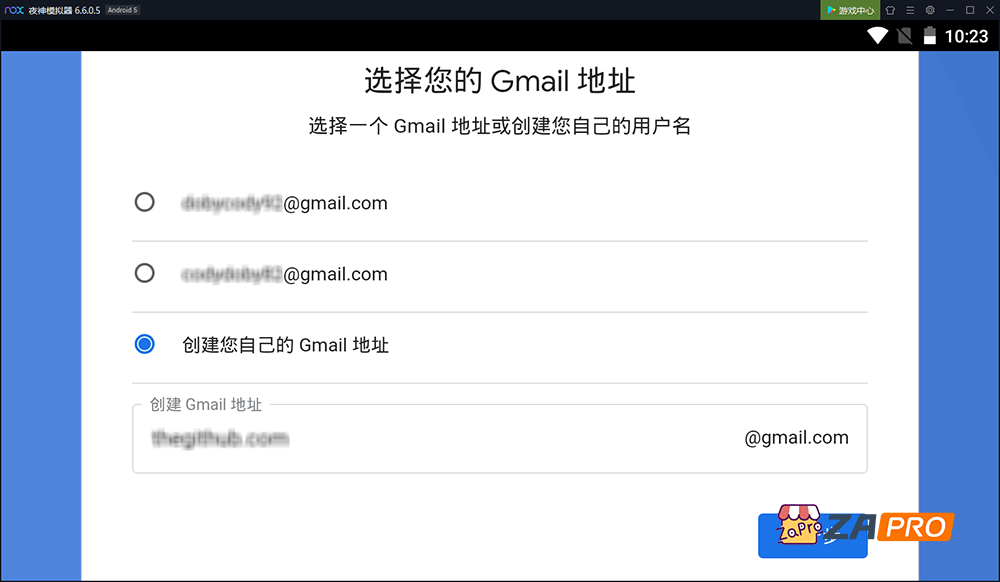 nox 夜神模拟器 6.6.0.5 Android 5 游戏中心
10:23
选择您的 Gmail 地址
选择一个 Gmail 地址或创建您自己的用户名
@gmail.com
@gmail.com
创建您自己的 Gmail 地址
创建 Gmail 地址
@gmail.com
ZaPro ZAPRO